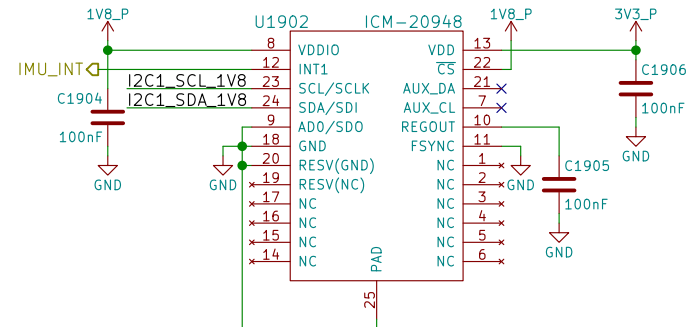 1V8_P 1V8_P 3V3_P
U1902 ICM-20948
8 VDDIO VDD 13
IMU_INT 12 INT1 CS 22
I2C1_SCL_1V8 23 SCL/SCLK AUX_DA 21
I2C1_SDA_1V8 24 SDA/SDI AUX_CL 7
9 AD0/SDO REGOUT 10
18 GND FSYNC 11
20 RESV(GND) NC 1
19 RESV(NC) NC 2
17 NC NC 3
16 NC NC 4
15 NC NC 5
14 NC NC 6
PAD
25
C1904
100nF
GND
GND
GND
C1905
100nF
GND
C1906
100nF
GND